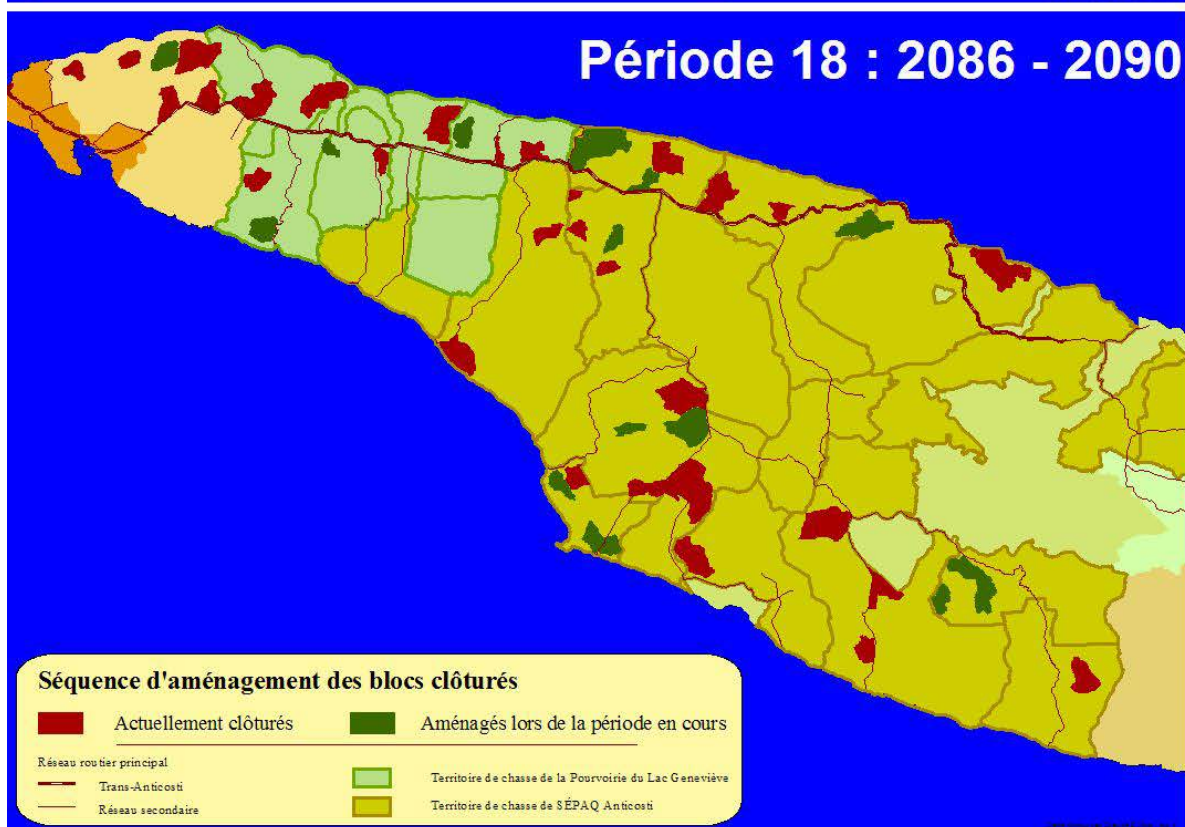 Période 18 : 2086 - 2090
Séquence d'aménagement des blocs clôturés
Actuellement clôturés
Aménagés lors de la période en cours
Réseau routier principal
Trans-Anticosti
Réseau secondaire
Territoire de chasse de la Pourvoirie du Lac Geneviève
Territoire de chasse de SÉPAQ Anticosti